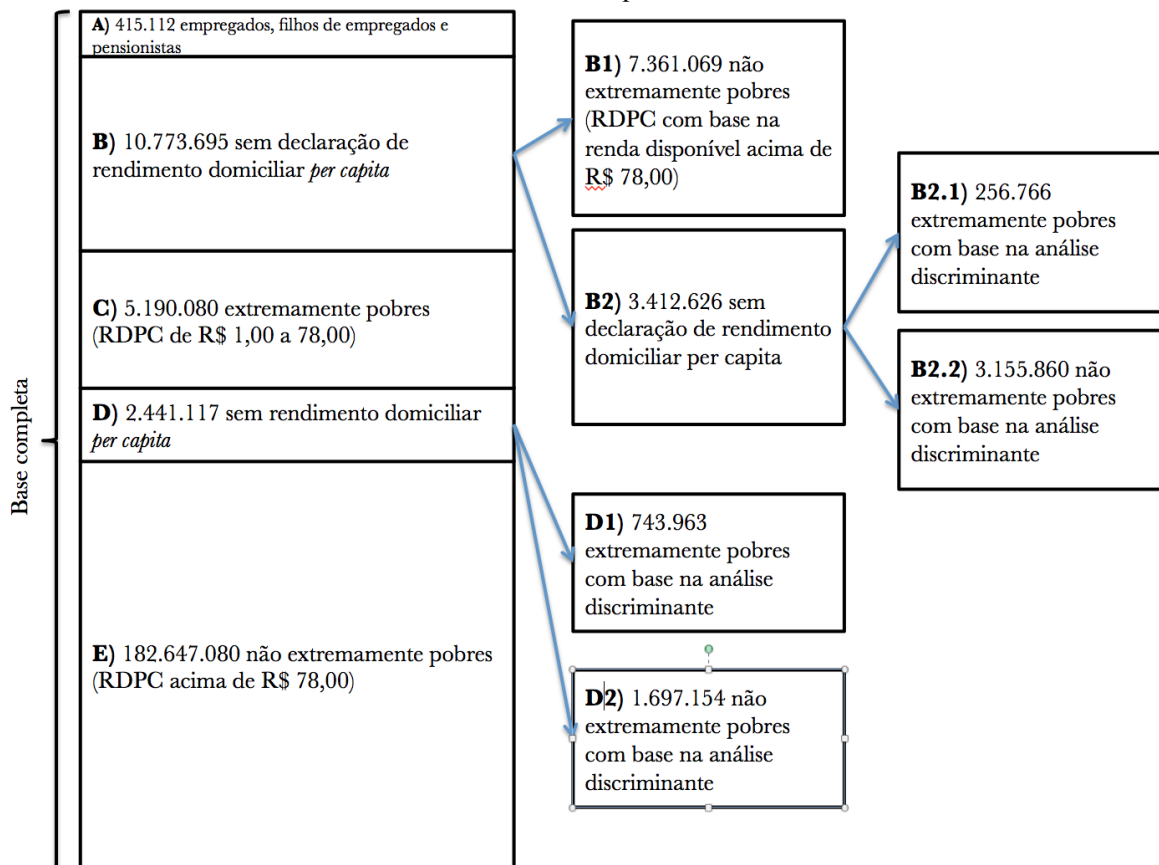 Base completa
A) 415.112 empregados, filhos de empregados e
pensionistas
B) 10.773.695 sem declaração de
rendimento domiciliar per capita
C) 5.190.080 extremamente pobres
(RDPC de R$ 1,00 a 78,00)
D) 2.441.117 sem rendimento domiciliar
per capita
E) 182.647.080 não extremamente pobres
(RDPC acima de R$ 78,00)
B1) 7.361.069 não
extremamente pobres
(RDPC com base na
renda disponível acima de
R$ 78,00)
B2) 3.412.626 sem
declaração de rendimento
domiciliar per capita
B2.1) 256.766
extremamente pobres
com base na análise
discriminante
B2.2) 3.155.860 não
extremamente pobres
com base na análise
discriminante
D1) 743.963
extremamente pobres
com base na análise
discriminante
D2) 1.697.154 não
extremamente pobres
com base na análise
discriminante